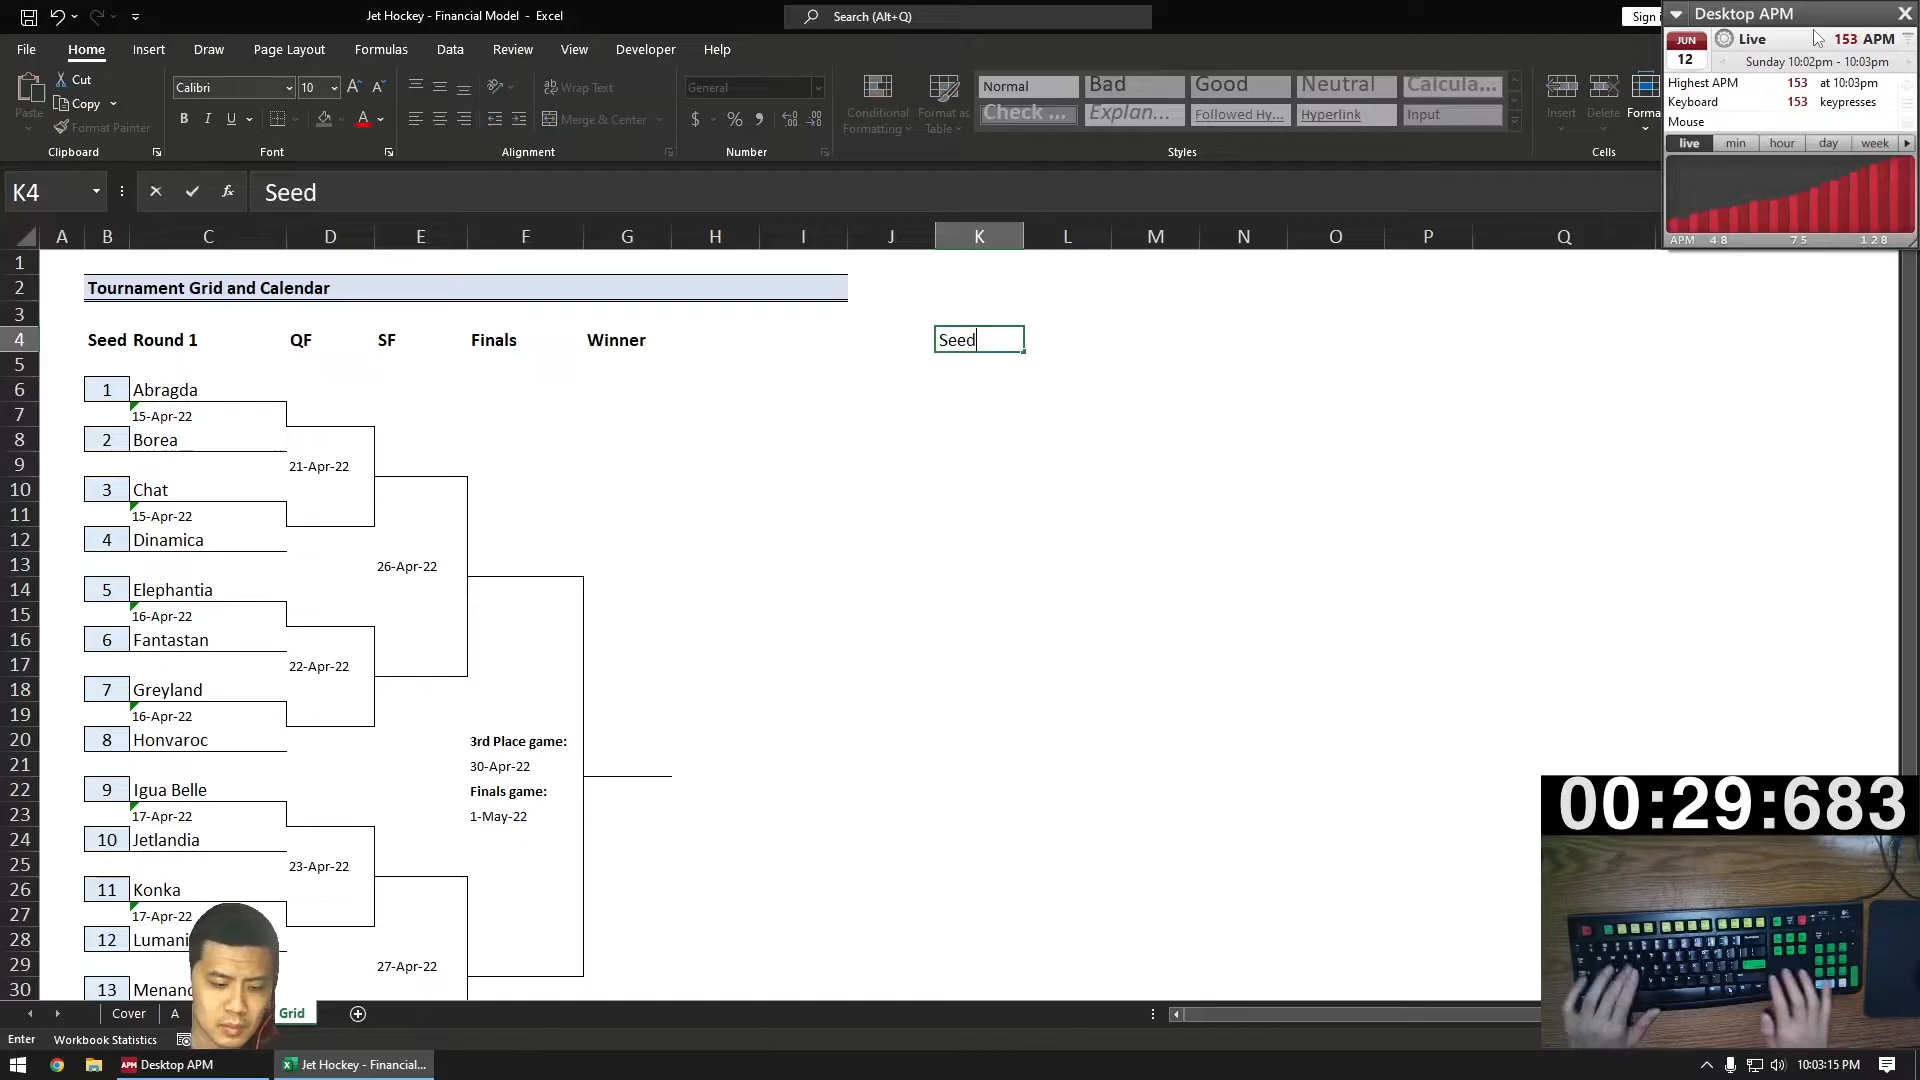 Jet Hockey - Financial Model - Excel
Search (Alt+Q)
Sign i
Desktop APM
File Home Insert Draw Page Layout Formulas Data Review View Developer Help
JUN
12
Live 153 APM
Sunday 10:02pm - 10:03pm
Highest APM 153 at 10:03pm
Keyboard 153 keypresses
Mouse
live min hour day week
APM 48 75 128
Paste
Cut
Copy
Format Painter
Clipboard
Calibri 10
B I U
Font
Wrap Text
Merge & Center
Alignment
General
$ % 9
Number
Conditional
Formatting
Format as
Table
Normal Bad Good Neutral Calcula...
Check ... Explan... Followed Hy... Hyperlink Input
Styles
Insert Delete Forma
Cells
K4 fx Seed
A B C D E F G H I J K L M N O P Q
1
2 Tournament Grid and Calendar
3
4 Seed Round 1 QF SF Finals Winner Seed
5
6 1 Abragda
7 15-Apr-22
8 2 Borea
9 21-Apr-22
10 3 Chat
11 15-Apr-22
12 4 Dinamica
13 26-Apr-22
14 5 Elephantia
15 16-Apr-22
16 6 Fantastan
17 22-Apr-22
18 7 Greyland
19 16-Apr-22
20 8 Honvaroc 3rd Place game:
21 30-Apr-22
22 9 Igua Belle Finals game:
23 17-Apr-22 1-May-22
24 10 Jetlandia
25 23-Apr-22
26 11 Konka
27 17-Apr-22
28 12 Lumani
29 27-Apr-22
30 13 Menanc
00:29:683
Cover A Grid
Enter Workbook Statistics
APM Desktop APM
Jet Hockey - Financial...
10:03:15 PM